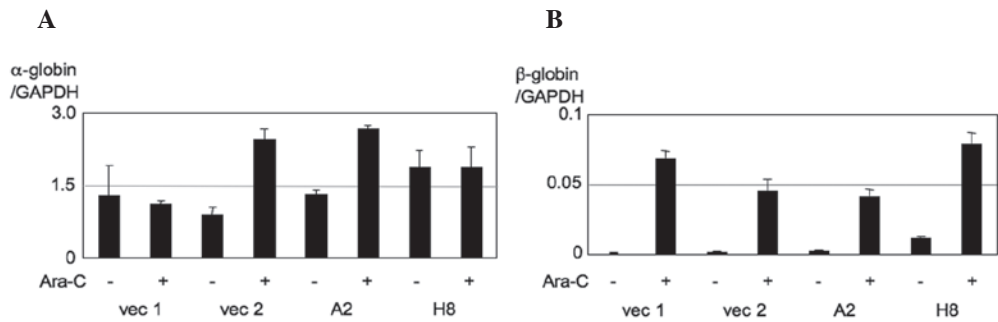 A
α-globin
/GAPDH
3.0
1.5
0
Ara-C - + - + - + - +
vec 1 vec 2 A2 H8
B
β-globin
/GAPDH
0.1
0.05
0
Ara-C - + - + - + - +
vec 1 vec 2 A2 H8